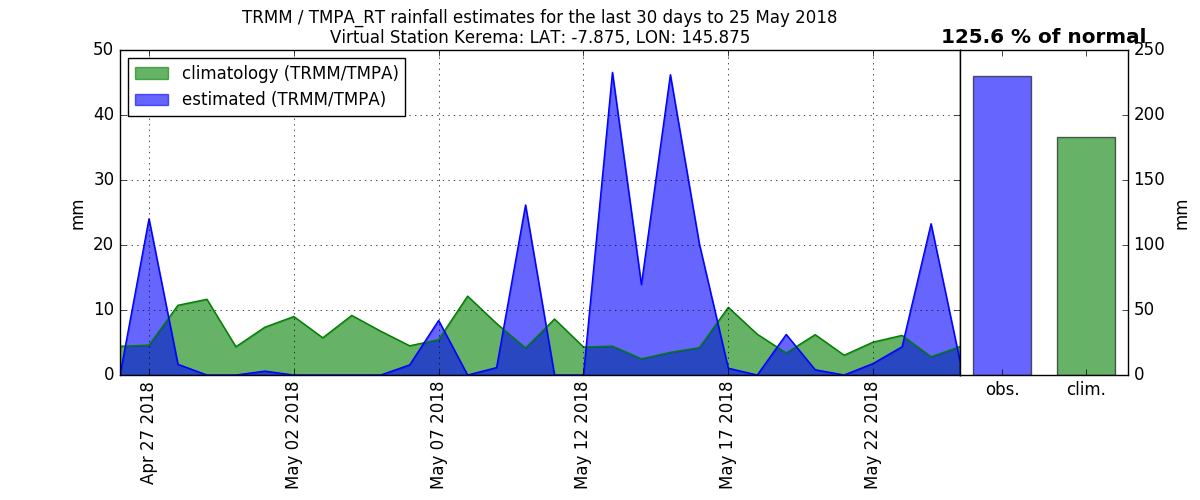 TRMM / TMPA_RT rainfall estimates for the last 30 days to 25 May 2018
Virtual Station Kerema: LAT: -7.875, LON: 145.875
125.6 % of normal
climatology (TRMM/TMPA)
estimated (TRMM/TMPA)
50
40
30
20
10
0
mm
250
200
150
100
50
0
mm
Apr 27 2018
May 02 2018
May 07 2018
May 12 2018
May 17 2018
May 22 2018
obs.
clim.